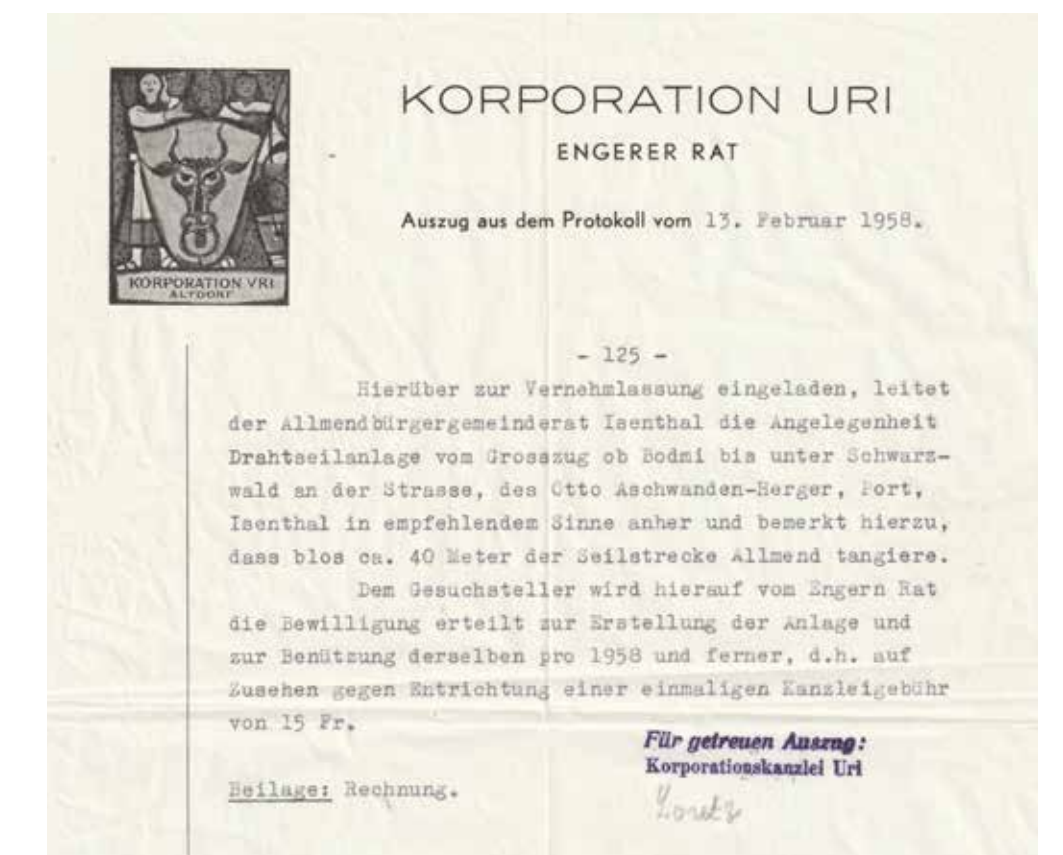 KORPORATION URI
ENGERER RAT
Auszug aus dem Protokoll vom 13. Februar 1958.
KORPORATION VRI
ALTDORF
- 125 -
Hierüber zur Vernehmlassung eingeladen, leitet
der Allmendbürgergemeinderat Isenthal die Angelegenheit
Drahtseilanlage vom Grosszug ob Bodmi bis unter Schwarz-
wald an der Strasse, des Otto Aschwanden-Herger, Port,
Isenthal in empfehlendem Sinne anher und bemerkt hierzu,
dass blos ca. 40 Meter der Seilstrecke Allmend tangiere.
Dem Gesuchsteller wird hierauf vom Engern Rat
die Bewilligung erteilt zur Erstellung der Anlage und
zur Benützung derselben pro 1958 und ferner, d.h. auf
Zusehen gegen Entrichtung einer einmaligen Kanzleigebühr
von 15 Fr.
Für getreuen Auszug:
Korporationskanzlei Uri
Beilage: Rechnung.
Loretz